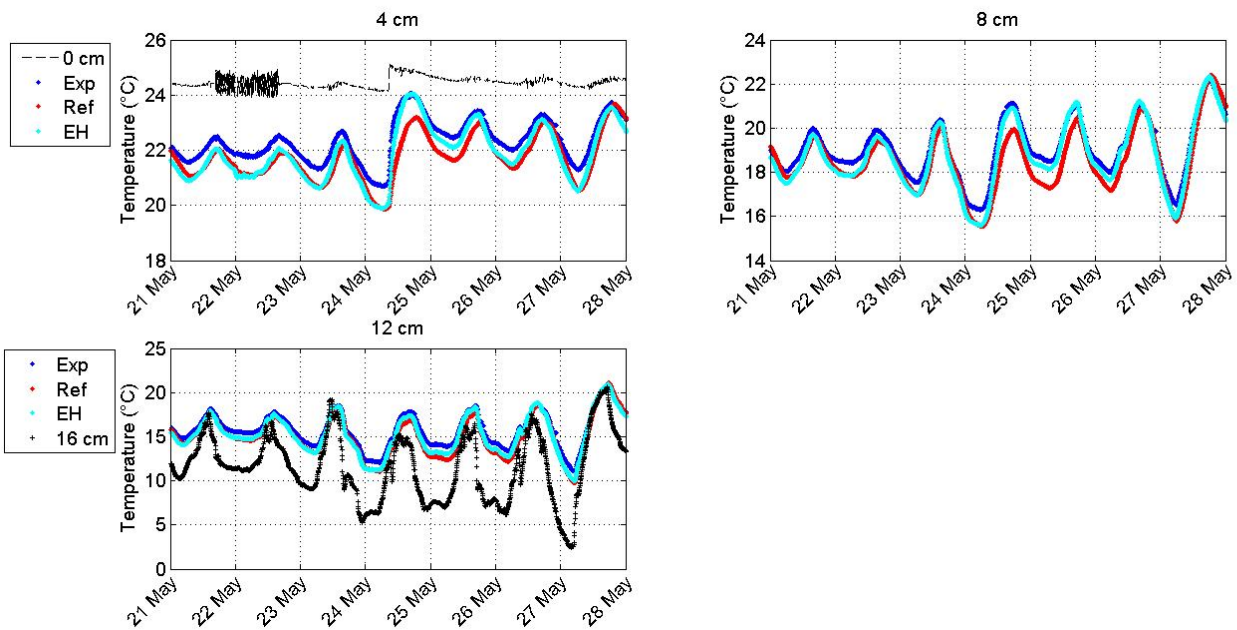 4 cm
0 cm
Exp
Ref
EH
Temperature (°C)
26
24
22
20
18
21 May
22 May
23 May
24 May
25 May
26 May
27 May
28 May
8 cm
Temperature (°C)
24
22
20
18
16
14
21 May
22 May
23 May
24 May
25 May
26 May
27 May
28 May
12 cm
Exp
Ref
EH
16 cm
Temperature (°C)
25
20
15
10
5
0
21 May
22 May
23 May
24 May
25 May
26 May
27 May
28 May